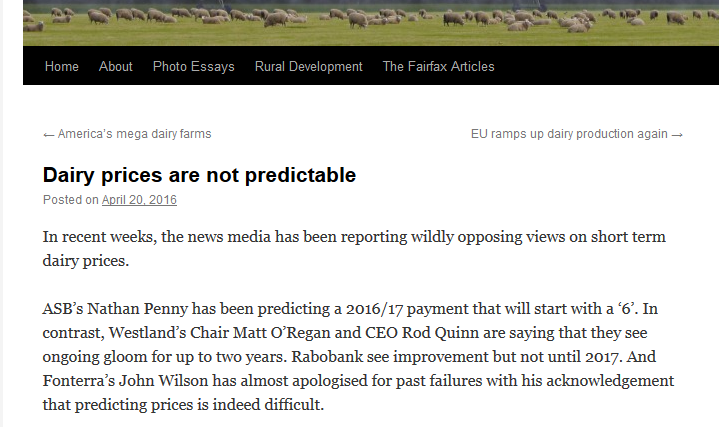 Home About Photo Essays Rural Development The Fairfax Articles
← America's mega dairy farms EU ramps up dairy production again →
Dairy prices are not predictable
Posted on April 20, 2016
In recent weeks, the news media has been reporting wildly opposing views on short term
dairy prices.
ASB's Nathan Penny has been predicting a 2016/17 payment that will start with a '6'. In
contrast, Westland's Chair Matt O'Regan and CEO Rod Quinn are saying that they see
ongoing gloom for up to two years. Rabobank see improvement but not until 2017. And
Fonterra's John Wilson has almost apologised for past failures with his acknowledgement
that predicting prices is indeed difficult.